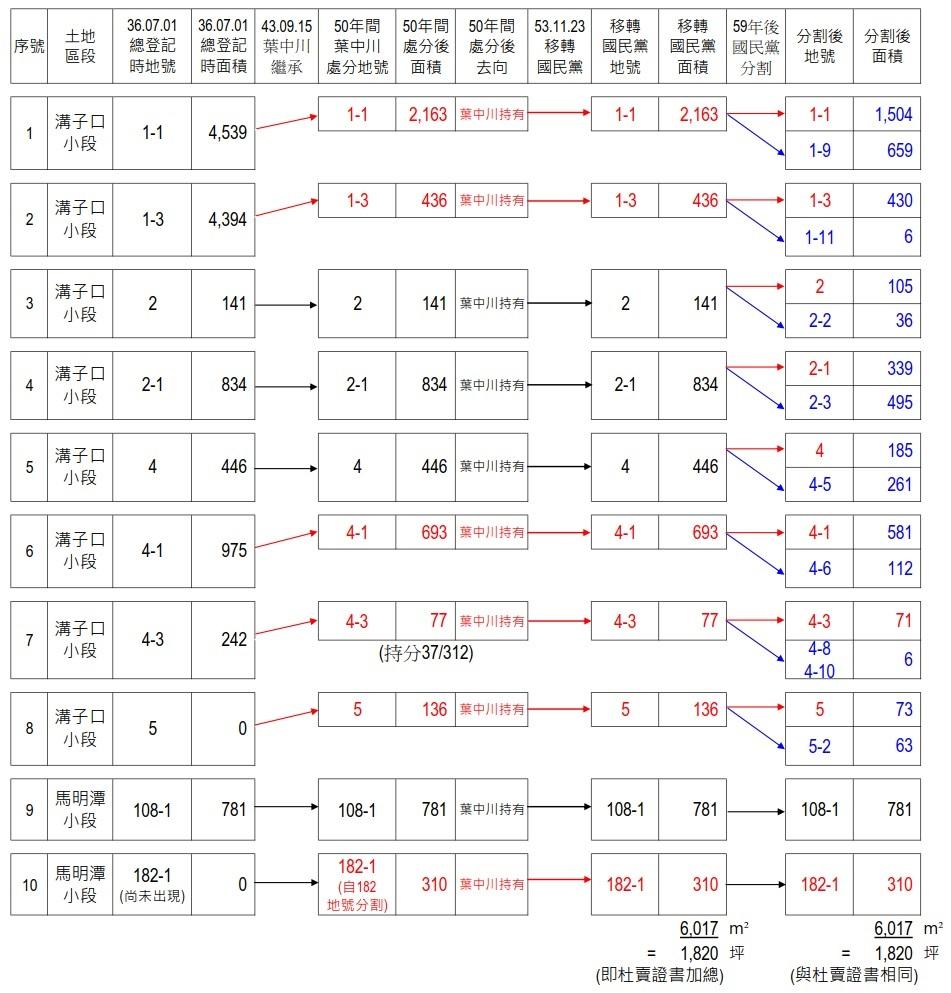 序號 土地區段 36.07.01總登記時地號 36.07.01總登記時面積 43.09.15葉中川繼承 50年間葉中川處分地號 50年間處分後面積 50年間處分後去向 53.11.23移轉國民黨 移轉國民黨地號 移轉國民黨面積 59年後國民黨分割 分割後地號 分割後面積
1 溝子口小段 1-1 4,539 1-1 2,163 葉中川持有 1-1 2,163 1-1 1,504
1-9 659
2 溝子口小段 1-3 4,394 1-3 436 葉中川持有 1-3 436 1-3 430
1-11 6
3 溝子口小段 2 141 2 141 葉中川持有 2 141 2 105
2-2 36
4 溝子口小段 2-1 834 2-1 834 葉中川持有 2-1 834 2-1 339
2-3 495
5 溝子口小段 4 446 4 446 葉中川持有 4 446 4 185
4-5 261
6 溝子口小段 4-1 975 4-1 693 葉中川持有 4-1 693 4-1 581
4-6 112
7 溝子口小段 4-3 242 4-3 77 葉中川持有 4-3 77 4-3 71
(持分37/312) 4-8 4-10 6
8 溝子口小段 5 0 5 136 葉中川持有 5 136 5 73
5-2 63
9 馬明潭小段 108-1 781 108-1 781 葉中川持有 108-1 781 108-1 781
10 馬明潭小段 182-1(尚未出現) 0 182-1(自182地號分割) 310 葉中川持有 182-1 310 182-1 310
6,017 m² 6,017 m²
= 1,820 坪 = 1,820 坪
(即杜賣證書加總) (與杜賣證書相同)